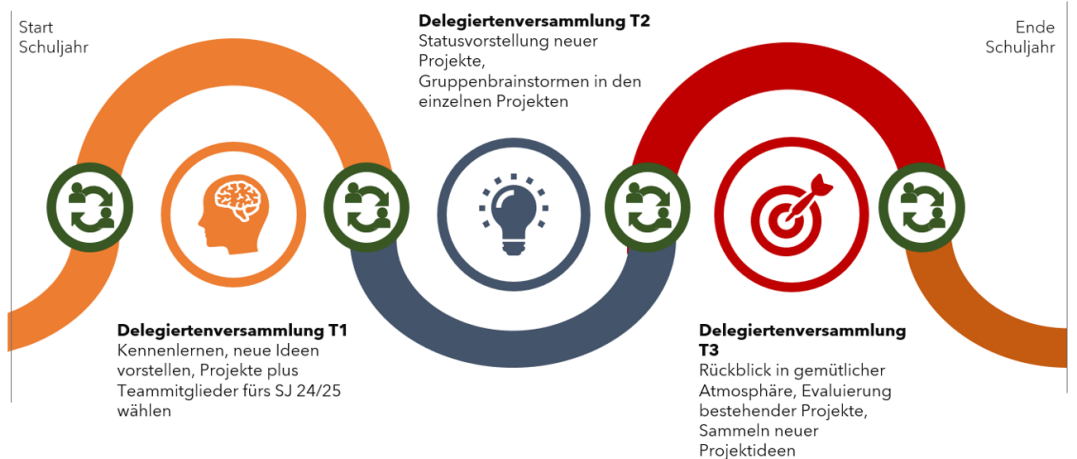 Start
Schuljahr
Delegiertenversammlung T2
Statusvorstellung neuer
Projekte,
Gruppenbrainstormen in den
einzelnen Projekten
Ende
Schuljahr
Delegiertenversammlung T1
Kennenlernen, neue Ideen
vorstellen, Projekte plus
Teammitglieder fürs SJ 24/25
wählen
Delegiertenversammlung
T3
Rückblick in gemütlicher
Atmosphäre, Evaluierung
bestehender Projekte,
Sammeln neuer
Projektideen